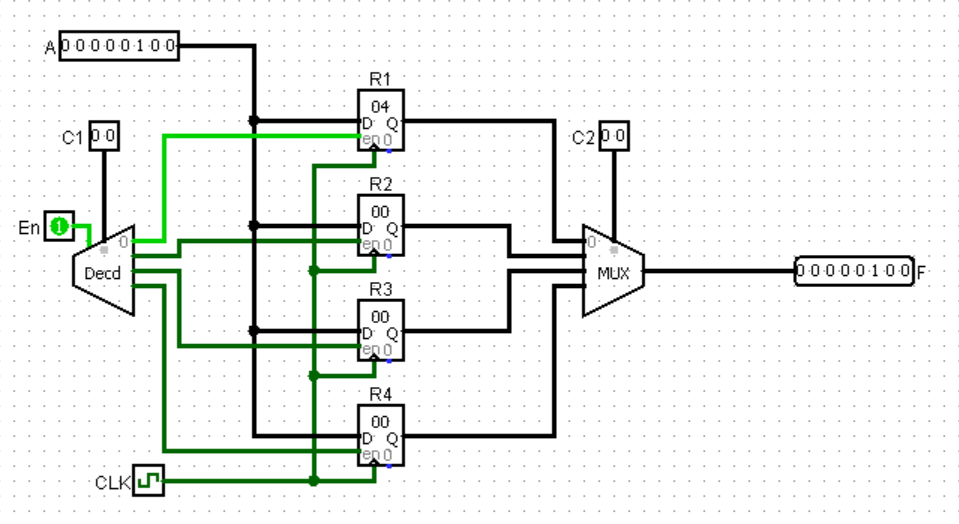 A 00000100
R1
04
D Q
en 0
C1 00
C2 00
R2
00
D Q
en 0
En 1
0
Decd
0
MUX
00000100 F
R3
00
D Q
en 0
R4
00
D Q
en 0
CLK